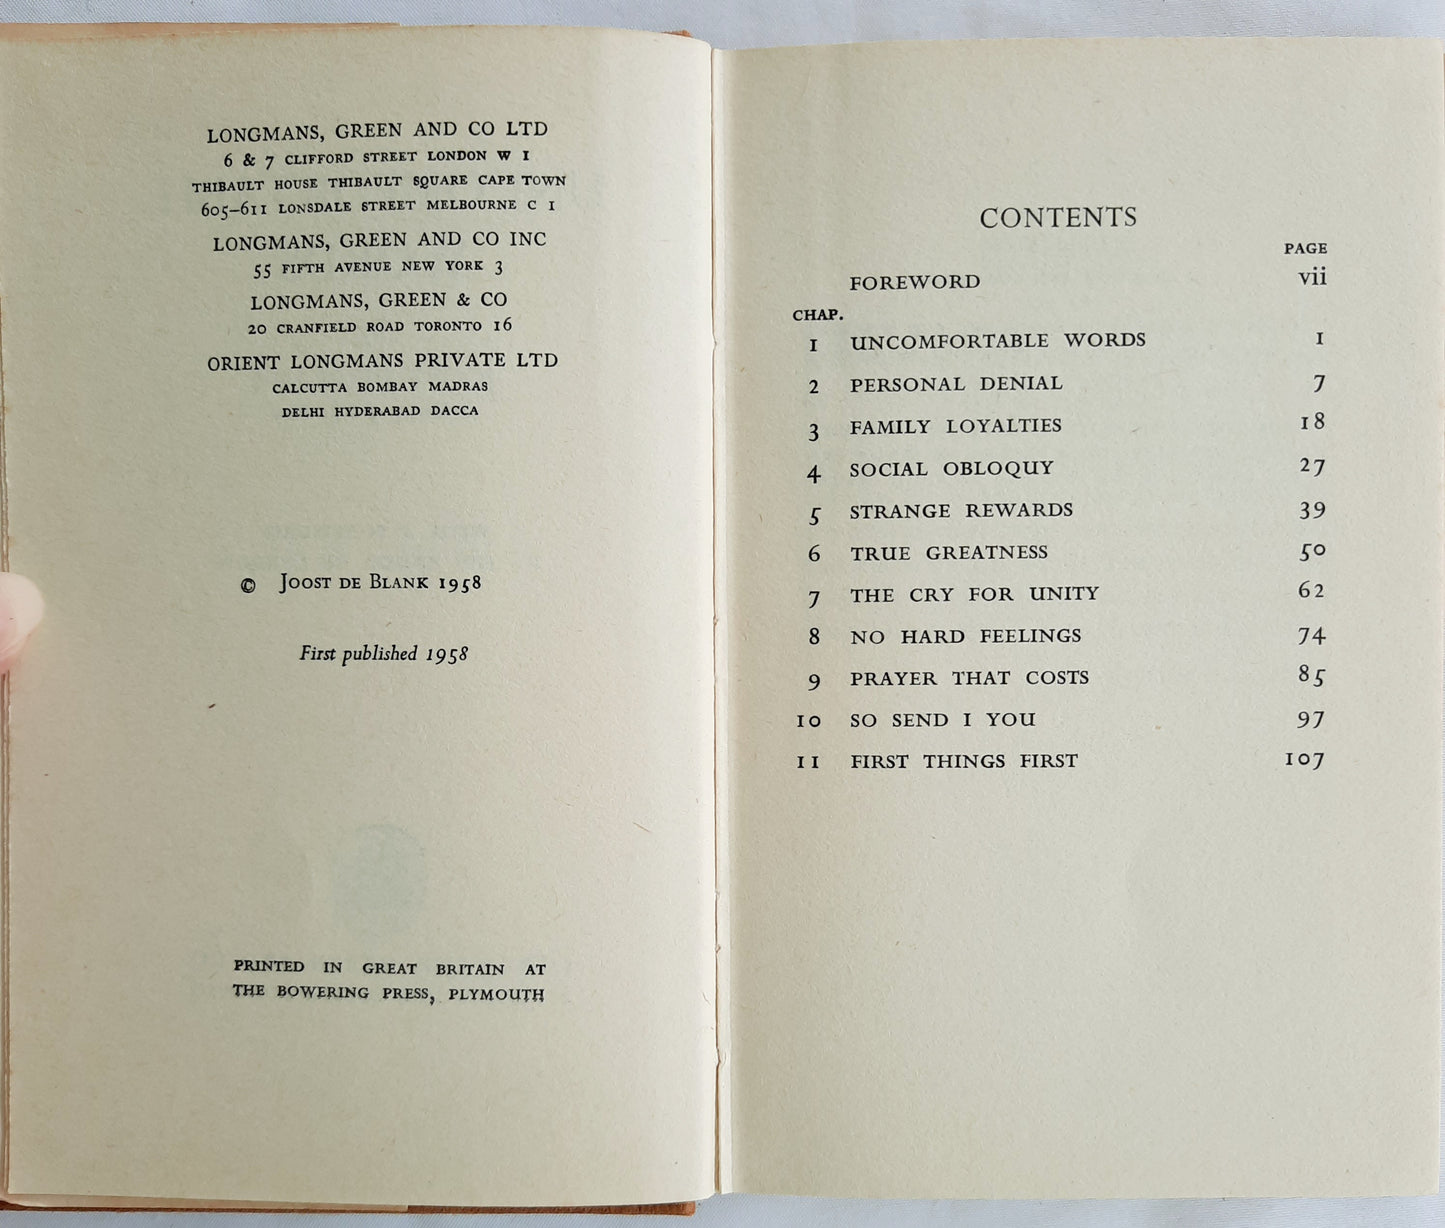 LONGMANS, GREEN AND CO LTD
6 & 7 CLIFFORD STREET LONDON W 1
THIBAULT HOUSE THIBAULT SQUARE CAPE TOWN
605–611 LONSDALE STREET MELBOURNE C 1
LONGMANS, GREEN AND CO INC
55 FIFTH AVENUE NEW YORK 3
LONGMANS, GREEN & CO
20 CRANFIELD ROAD TORONTO 16
ORIENT LONGMANS PRIVATE LTD
CALCUTTA BOMBAY MADRAS
DELHI HYDERABAD DACCA
© JOOST DE BLANK 1958
First published 1958
PRINTED IN GREAT BRITAIN AT
THE BOWERING PRESS, PLYMOUTH
CONTENTS
PAGE
FOREWORD vii
CHAP.
1 UNCOMFORTABLE WORDS 1
2 PERSONAL DENIAL 7
3 FAMILY LOYALTIES 18
4 SOCIAL OBLOQUY 27
5 STRANGE REWARDS 39
6 TRUE GREATNESS 50
7 THE CRY FOR UNITY 62
8 NO HARD FEELINGS 74
9 PRAYER THAT COSTS 85
10 SO SEND I YOU 97
11 FIRST THINGS FIRST 107